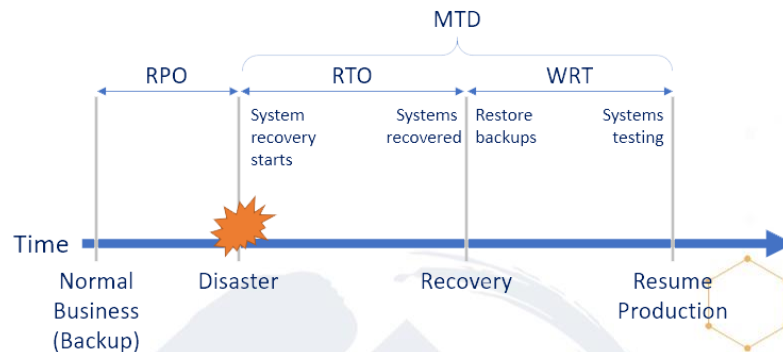 MTD
RPO
RTO
WRT
System
recovery
starts
Systems
recovered
Restore
backups
Systems
testing
Time
Normal
Business
(Backup)
Disaster
Recovery
Resume
Production